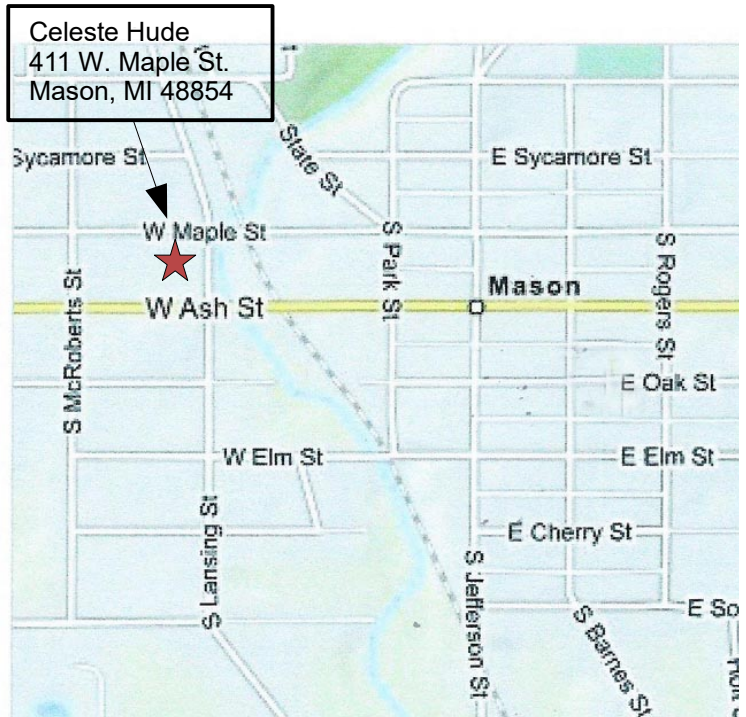 Celeste Hude
411 W. Maple St.
Mason, MI 48854
Sycamore St
State St
E Sycamore St
W Maple St
S Park St
S Rogers St
Mason
S McRoberts St
W Ash St
E Oak St
W Elm St
E Elm St
S Lansing St
E Cherry St
S Jefferson St
S Barnes St
E So